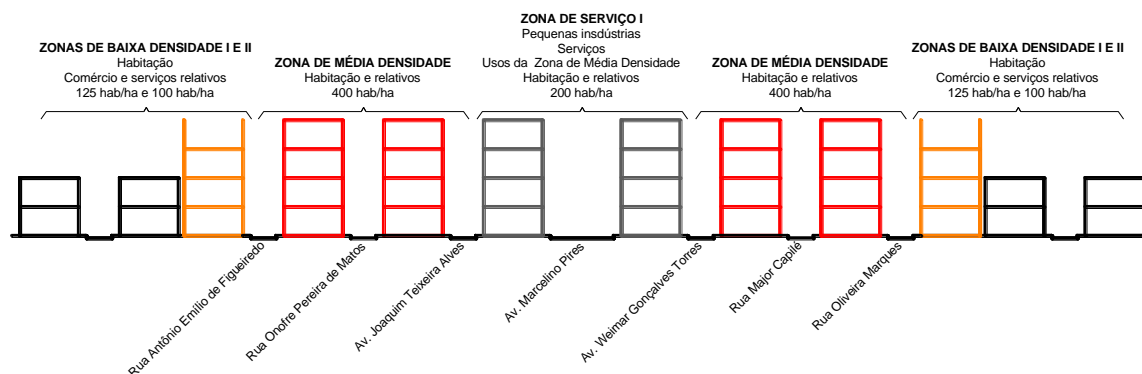 ZONAS DE BAIXA DENSIDADE I E II
Habitação
Comércio e serviços relativos
125 hab/ha e 100 hab/ha
ZONA DE MÉDIA DENSIDADE
Habitação e relativos
400 hab/ha
ZONA DE SERVIÇO I
Pequenas insdústrias
Serviços
Usos da Zona de Média Densidade
Habitação e relativos
200 hab/ha
ZONA DE MÉDIA DENSIDADE
Habitação e relativos
400 hab/ha
ZONAS DE BAIXA DENSIDADE I E II
Habitação
Comércio e serviços relativos
125 hab/ha e 100 hab/ha
Rua Antônio Emílio de Figueiredo
Rua Onofre Pereira de Matos
Av. Joaquim Teixeira Alves
Av. Marcelino Pires
Av. Weimar Gonçalves Torres
Rua Major Capilé
Rua Oliveira Marques